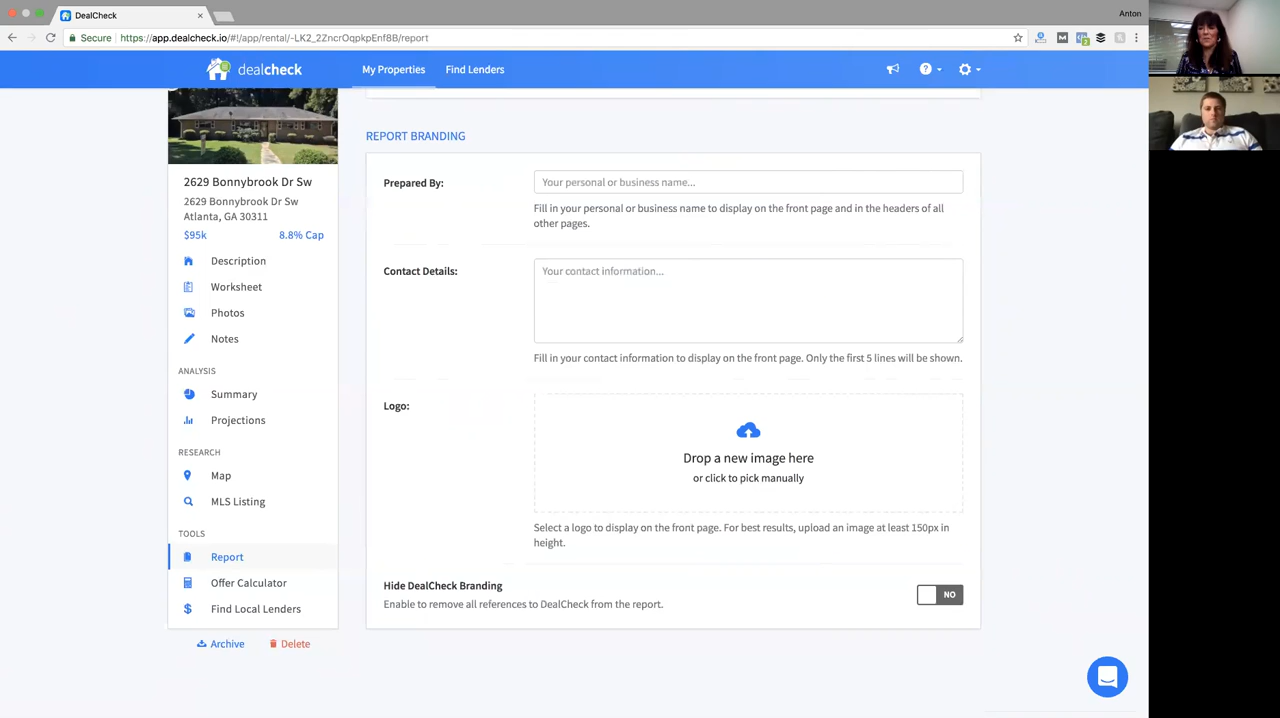 DealCheck
Anton
Secure
https://app.dealcheck.io/#!/app/rental/-LK2_2ZncrOqpkpEnf8B/report
dealcheck
My Properties
Find Lenders
2629 Bonnybrook Dr Sw
2629 Bonnybrook Dr Sw
Atlanta, GA 30311
$95k
8.8% Cap
Description
Worksheet
Photos
Notes
ANALYSIS
Summary
Projections
RESEARCH
Map
MLS Listing
TOOLS
Report
Offer Calculator
Find Local Lenders
Archive
Delete
REPORT BRANDING
Prepared By:
Your personal or business name...
Fill in your personal or business name to display on the front page and in the headers of all
other pages.
Contact Details:
Your contact information...
Fill in your contact information to display on the front page. Only the first 5 lines will be shown.
Logo:
Drop a new image here
or click to pick manually
Select a logo to display on the front page. For best results, upload an image at least 150px in
height.
Hide DealCheck Branding
Enable to remove all references to DealCheck from the report.
NO